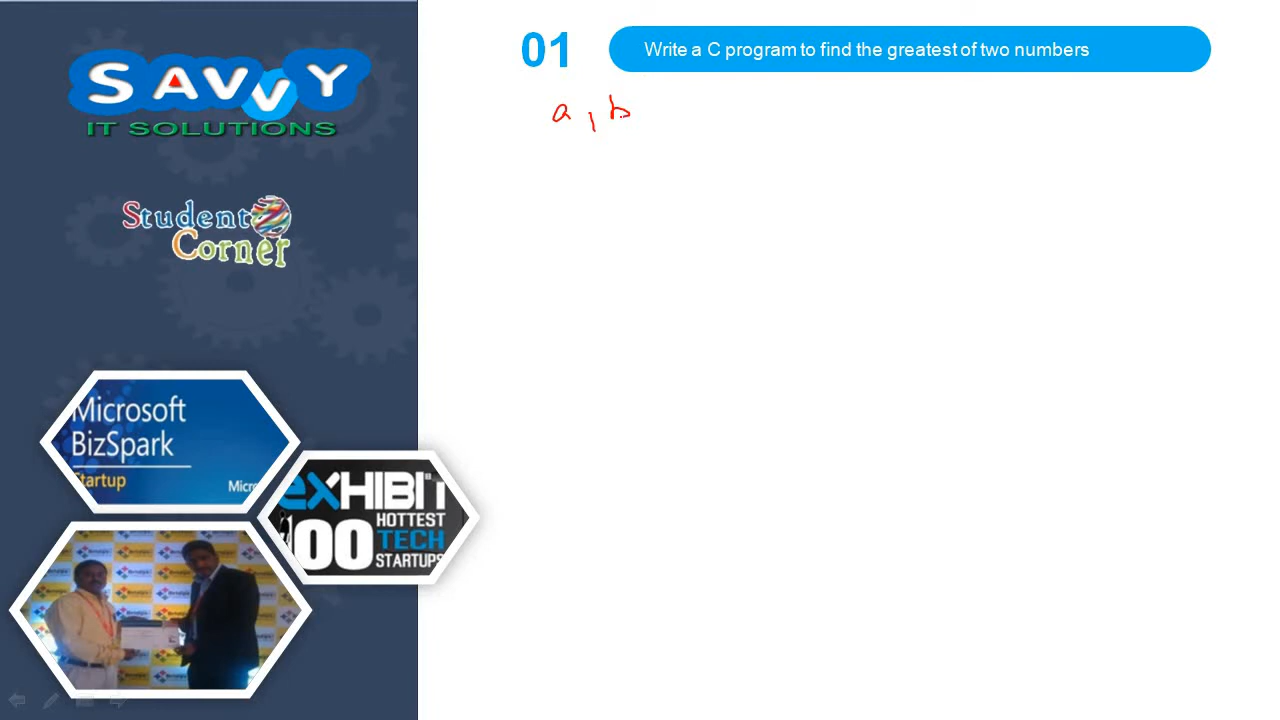 SAVVY
IT SOLUTIONS
Student
Corner
Microsoft
BizSpark
Startup
Micr
eXHIBIT
100
HOTTEST
TECH
STARTUPS
01
Write a C program to find the greatest of two numbers
a , b